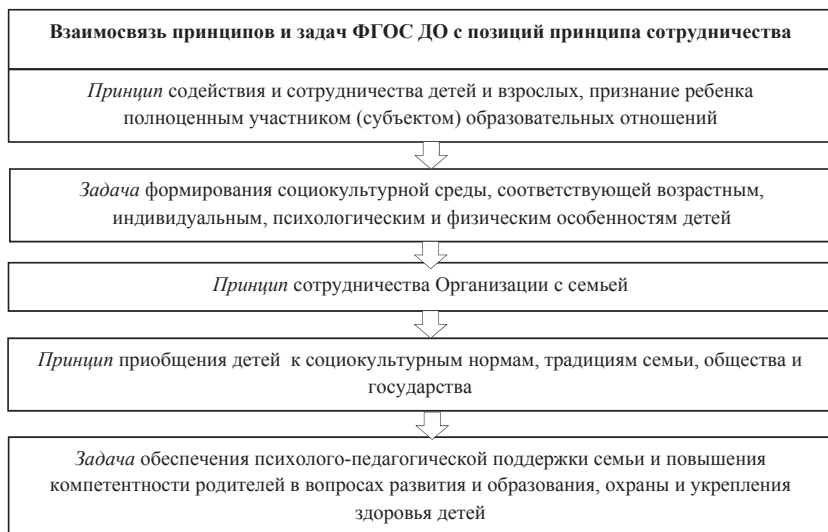 Взаимосвязь принципов и задач ФГОС ДО с позиций принципа сотрудничества
Принцип содействия и сотрудничества детей и взрослых, признание ребенка
полноценным участником (субъектом) образовательных отношений
Задача формирования социокультурной среды, соответствующей возрастным,
индивидуальным, психологическим и физическим особенностям детей
Принцип сотрудничества Организации с семьей
Принцип приобщения детей к социокультурным нормам, традициям семьи, общества и
государства
Задача обеспечения психолого-педагогической поддержки семьи и повышения
компетентности родителей в вопросах развития и образования, охраны и укрепления
здоровья детей